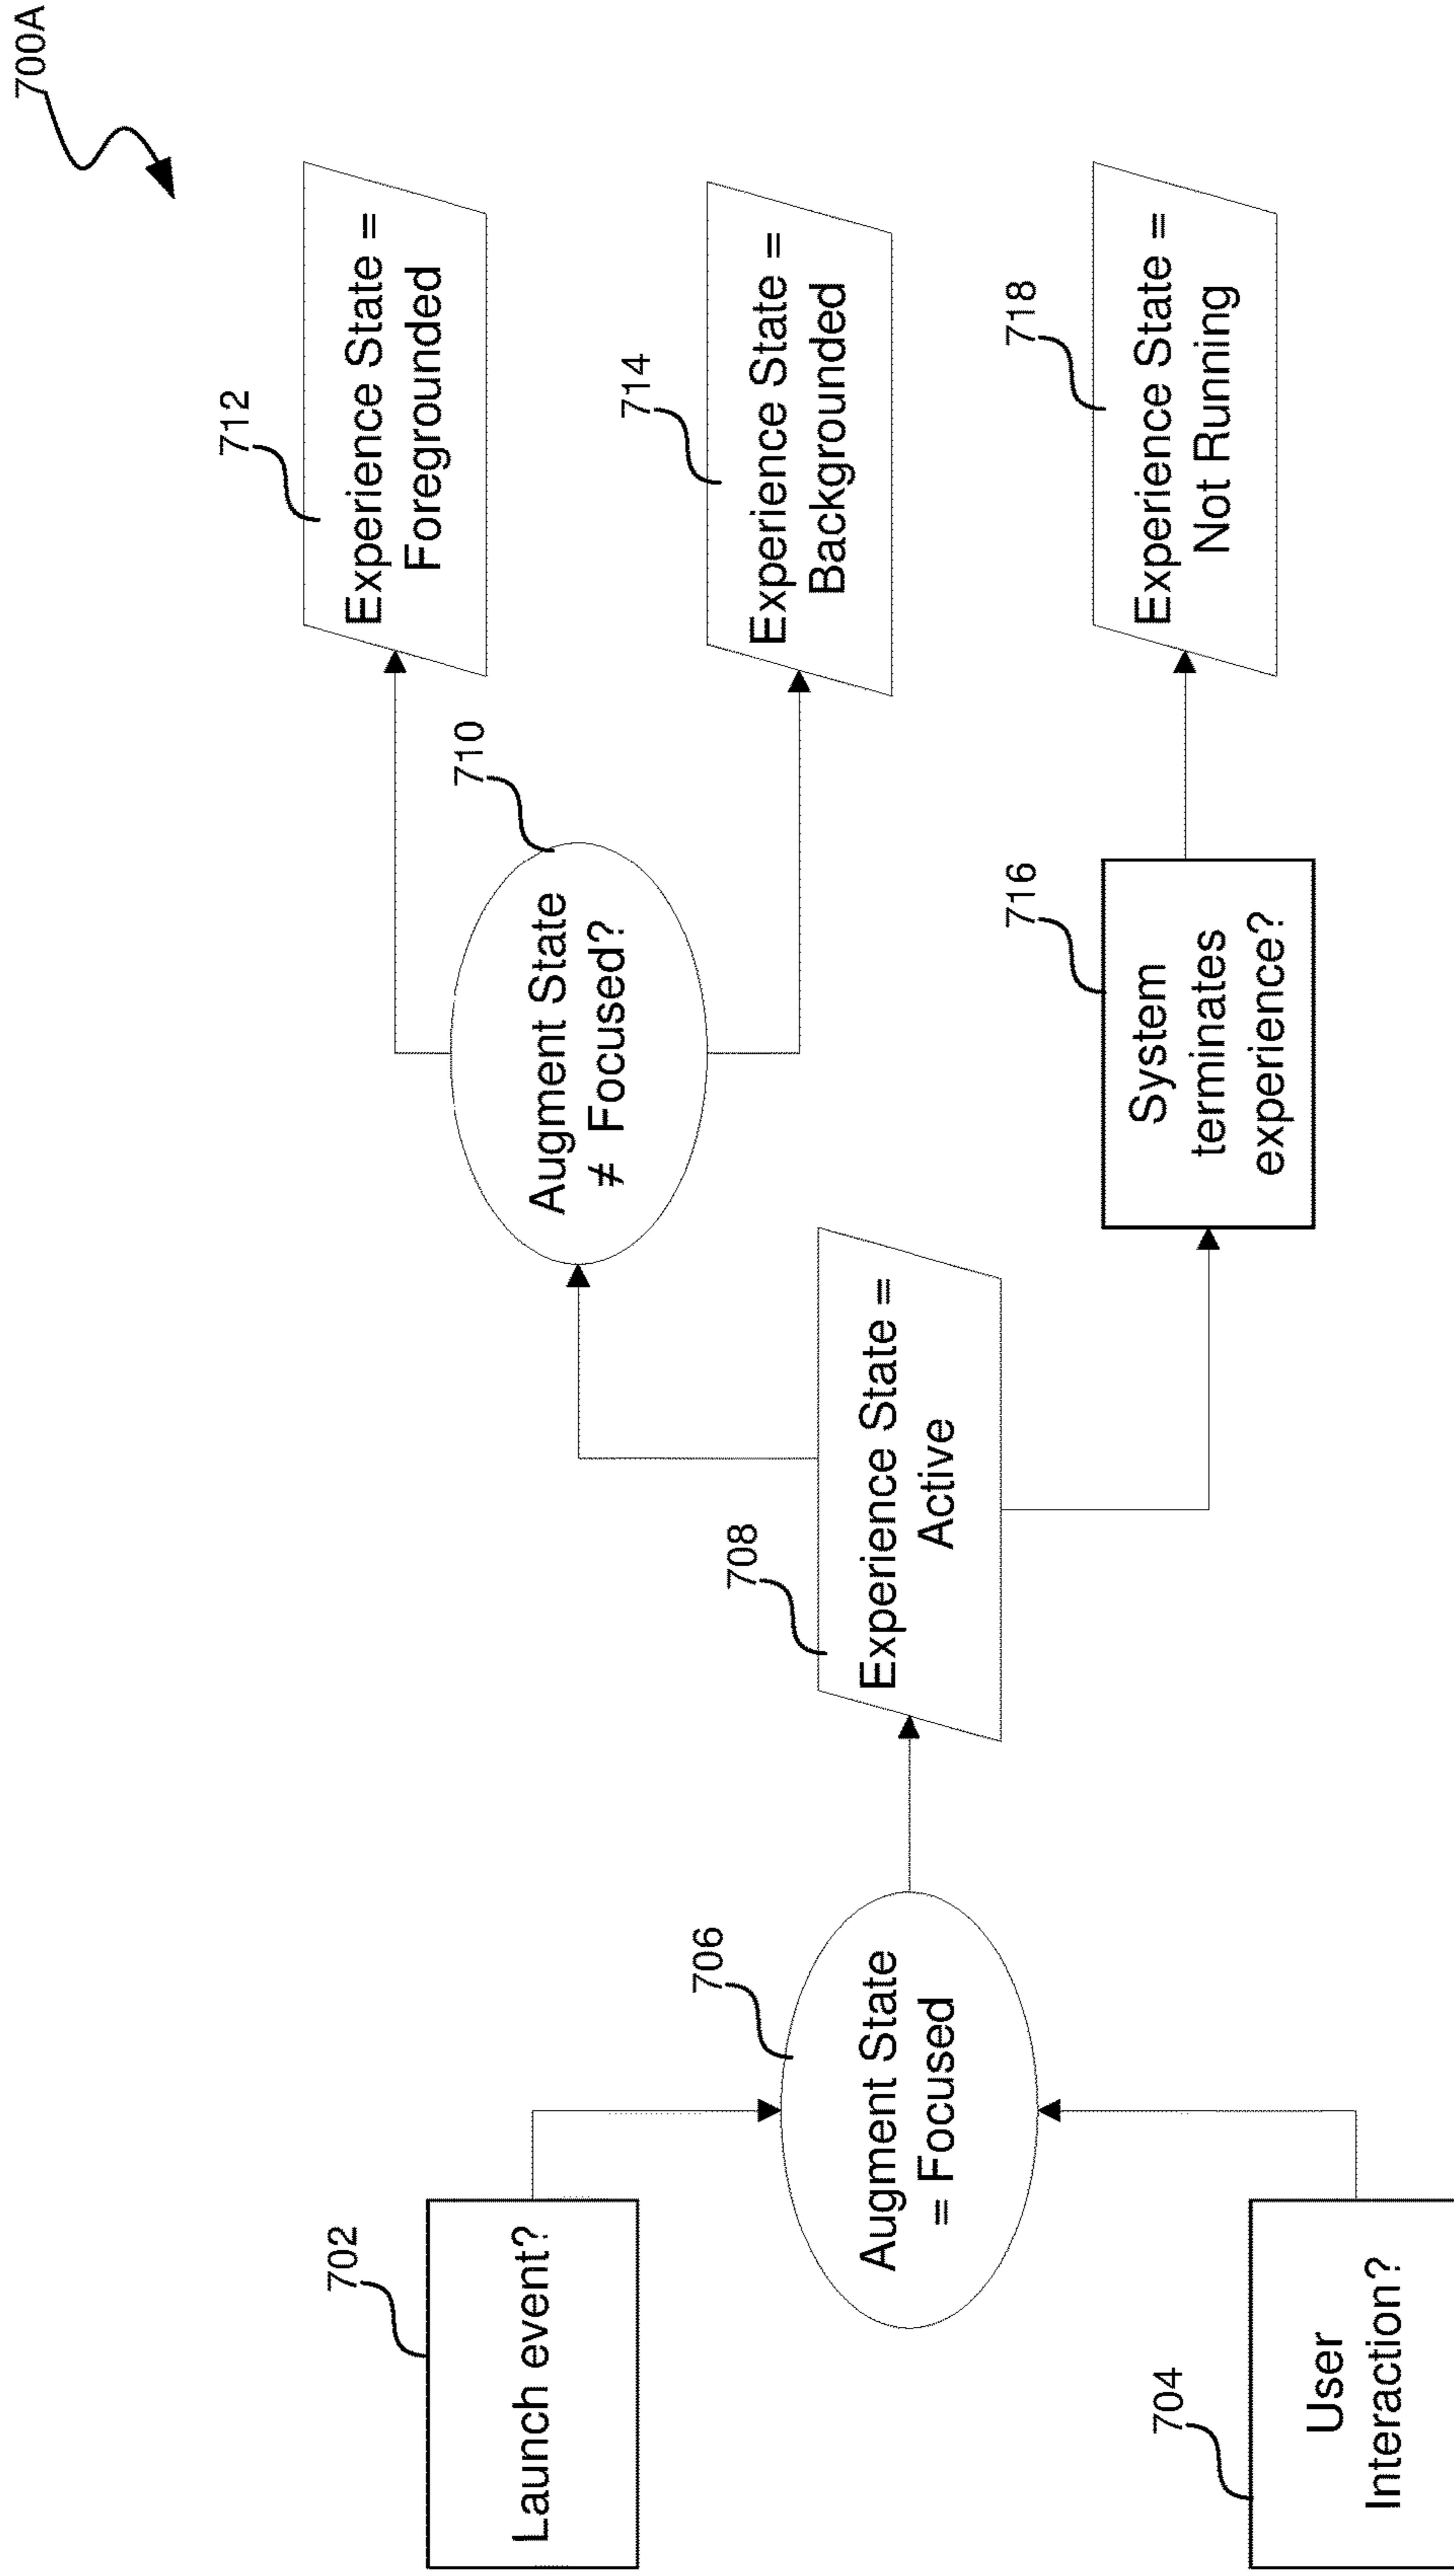 700A
702
Launch event?
704
User
Interaction?
706
Augment State
= Focused
708
Experience State =
Active
710
Augment State
≠ Focused?
712
Experience State =
Foregrounded
714
Experience State =
Backgrounded
716
System
terminates
experience?
718
Experience State =
Not Running